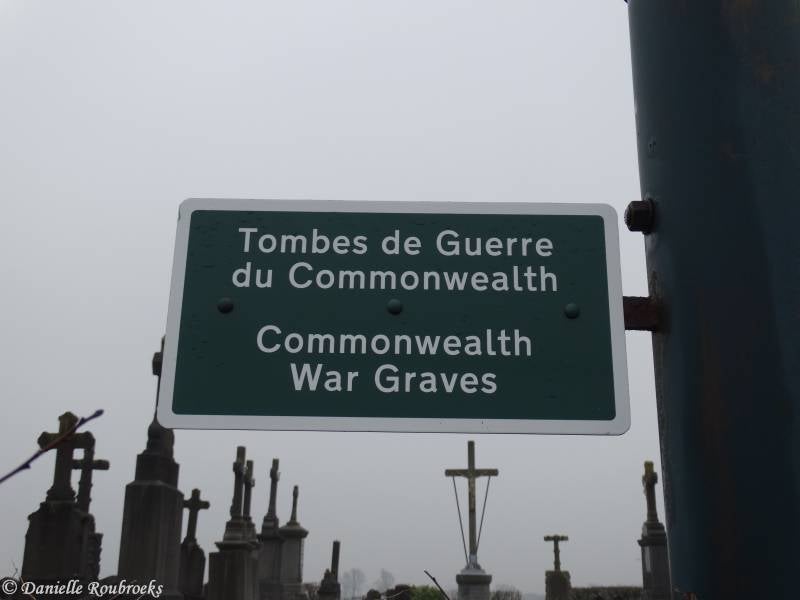 Tombes de Guerre
du Commonwealth
Commonwealth
War Graves
© Danielle Roubroeks